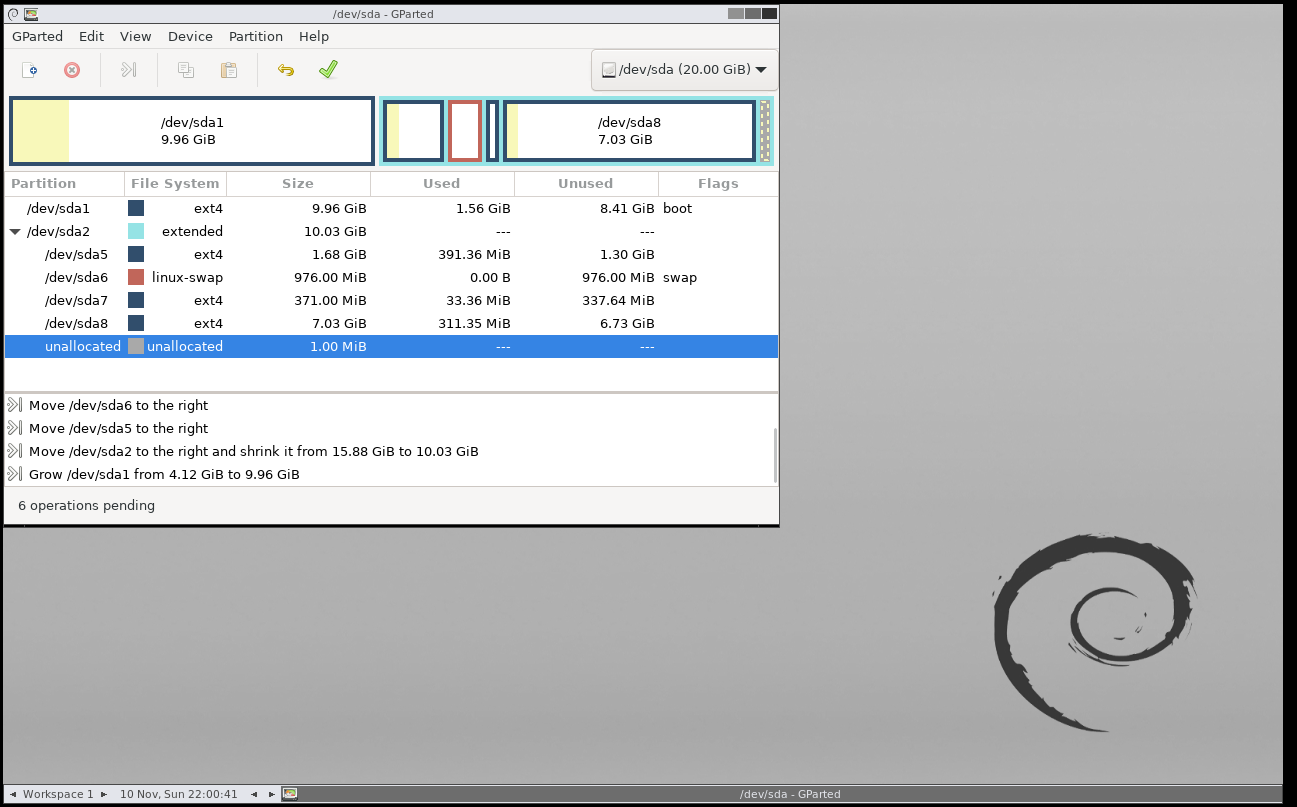 /dev/sda - GParted
GParted Edit View Device Partition Help
/dev/sda (20.00 GiB)
/dev/sda1
9.96 GiB
/dev/sda8
7.03 GiB
Partition File System Size Used Unused Flags
/dev/sda1 ext4 9.96 GiB 1.56 GiB 8.41 GiB boot
/dev/sda2 extended 10.03 GiB --- ---
/dev/sda5 ext4 1.68 GiB 391.36 MiB 1.30 GiB
/dev/sda6 linux-swap 976.00 MiB 0.00 B 976.00 MiB swap
/dev/sda7 ext4 371.00 MiB 33.36 MiB 337.64 MiB
/dev/sda8 ext4 7.03 GiB 311.35 MiB 6.73 GiB
unallocated unallocated 1.00 MiB --- ---
Move /dev/sda6 to the right
Move /dev/sda5 to the right
Move /dev/sda2 to the right and shrink it from 15.88 GiB to 10.03 GiB
Grow /dev/sda1 from 4.12 GiB to 9.96 GiB
6 operations pending
Workspace 1 10 Nov, Sun 22:00:41 /dev/sda - GParted